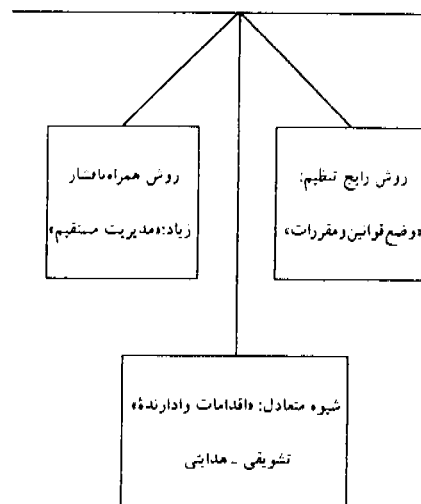 روش رایج تنظیم:
«وضع قوانین و مقررات»
روش همراه با فشار
زیاد: «مدیریت مستقیم»
شیوه متعادل: «اقدامات وادارندهٔ»
تشویقی ـ هدایتی